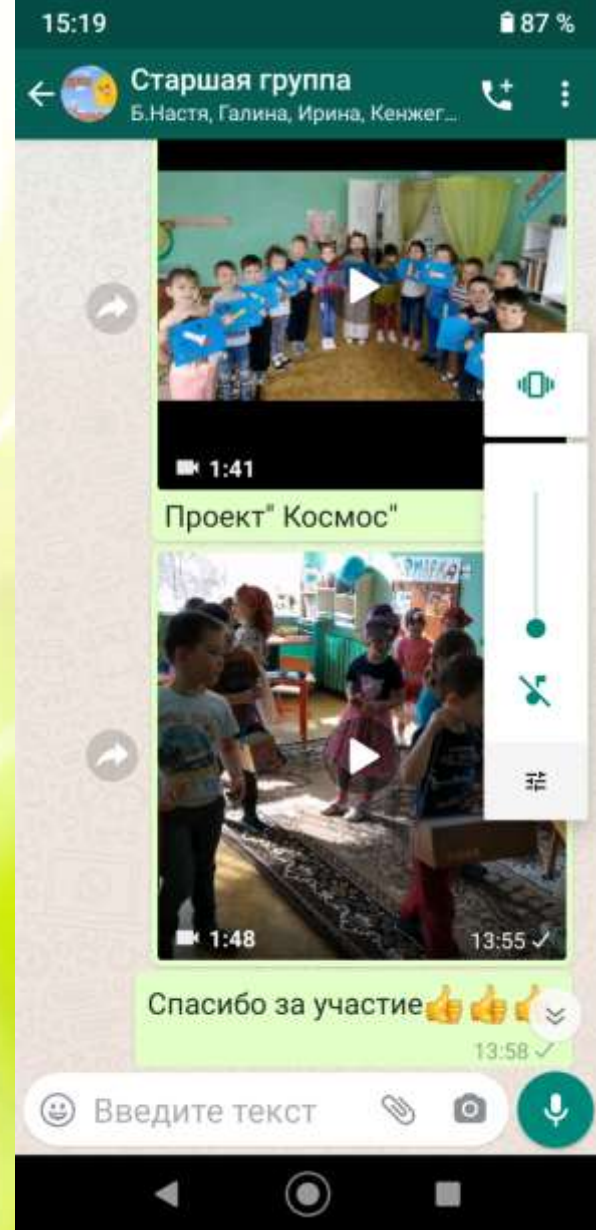 15:19 87 %
Старшая группа
Б.Настя, Галина, Ирина, Кенжег...
1:41
Проект" Космос"
1:48 13:55
Спасибо за участие👍👍👍
13:58
Введите текст